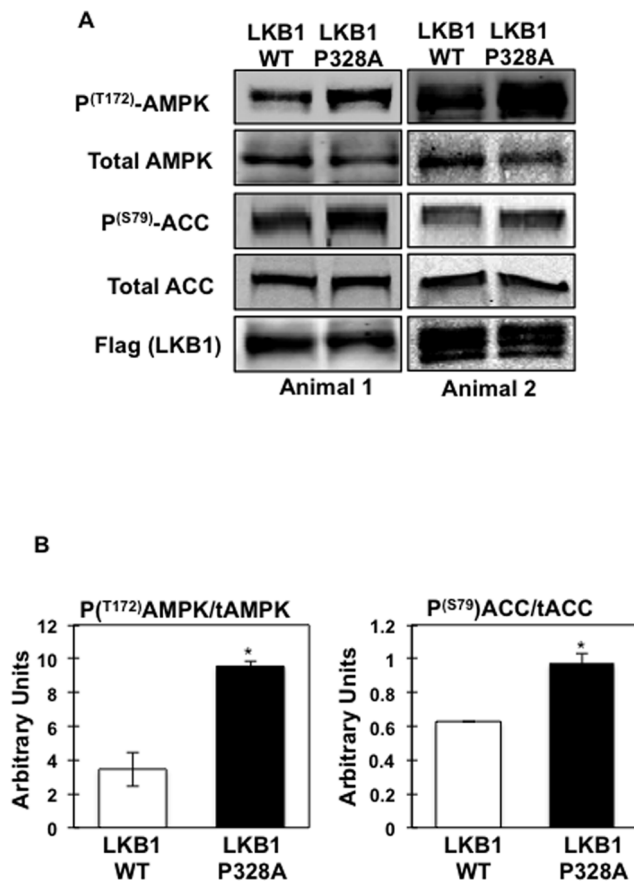 A
LKB1 LKB1 LKB1 LKB1
WT P328A WT P328A
P(T172)-AMPK
Total AMPK
P(S79)-ACC
Total ACC
Flag (LKB1)
Animal 1 Animal 2
B
P(T172)AMPK/tAMPK
Arbitrary Units
12
10
8
6
4
2
0
*
LKB1 LKB1
WT P328A
P(S79)ACC/tACC
Arbitrary Units
1.2
1
0.8
0.6
0.4
0.2
0
*
LKB1 LKB1
WT P328A